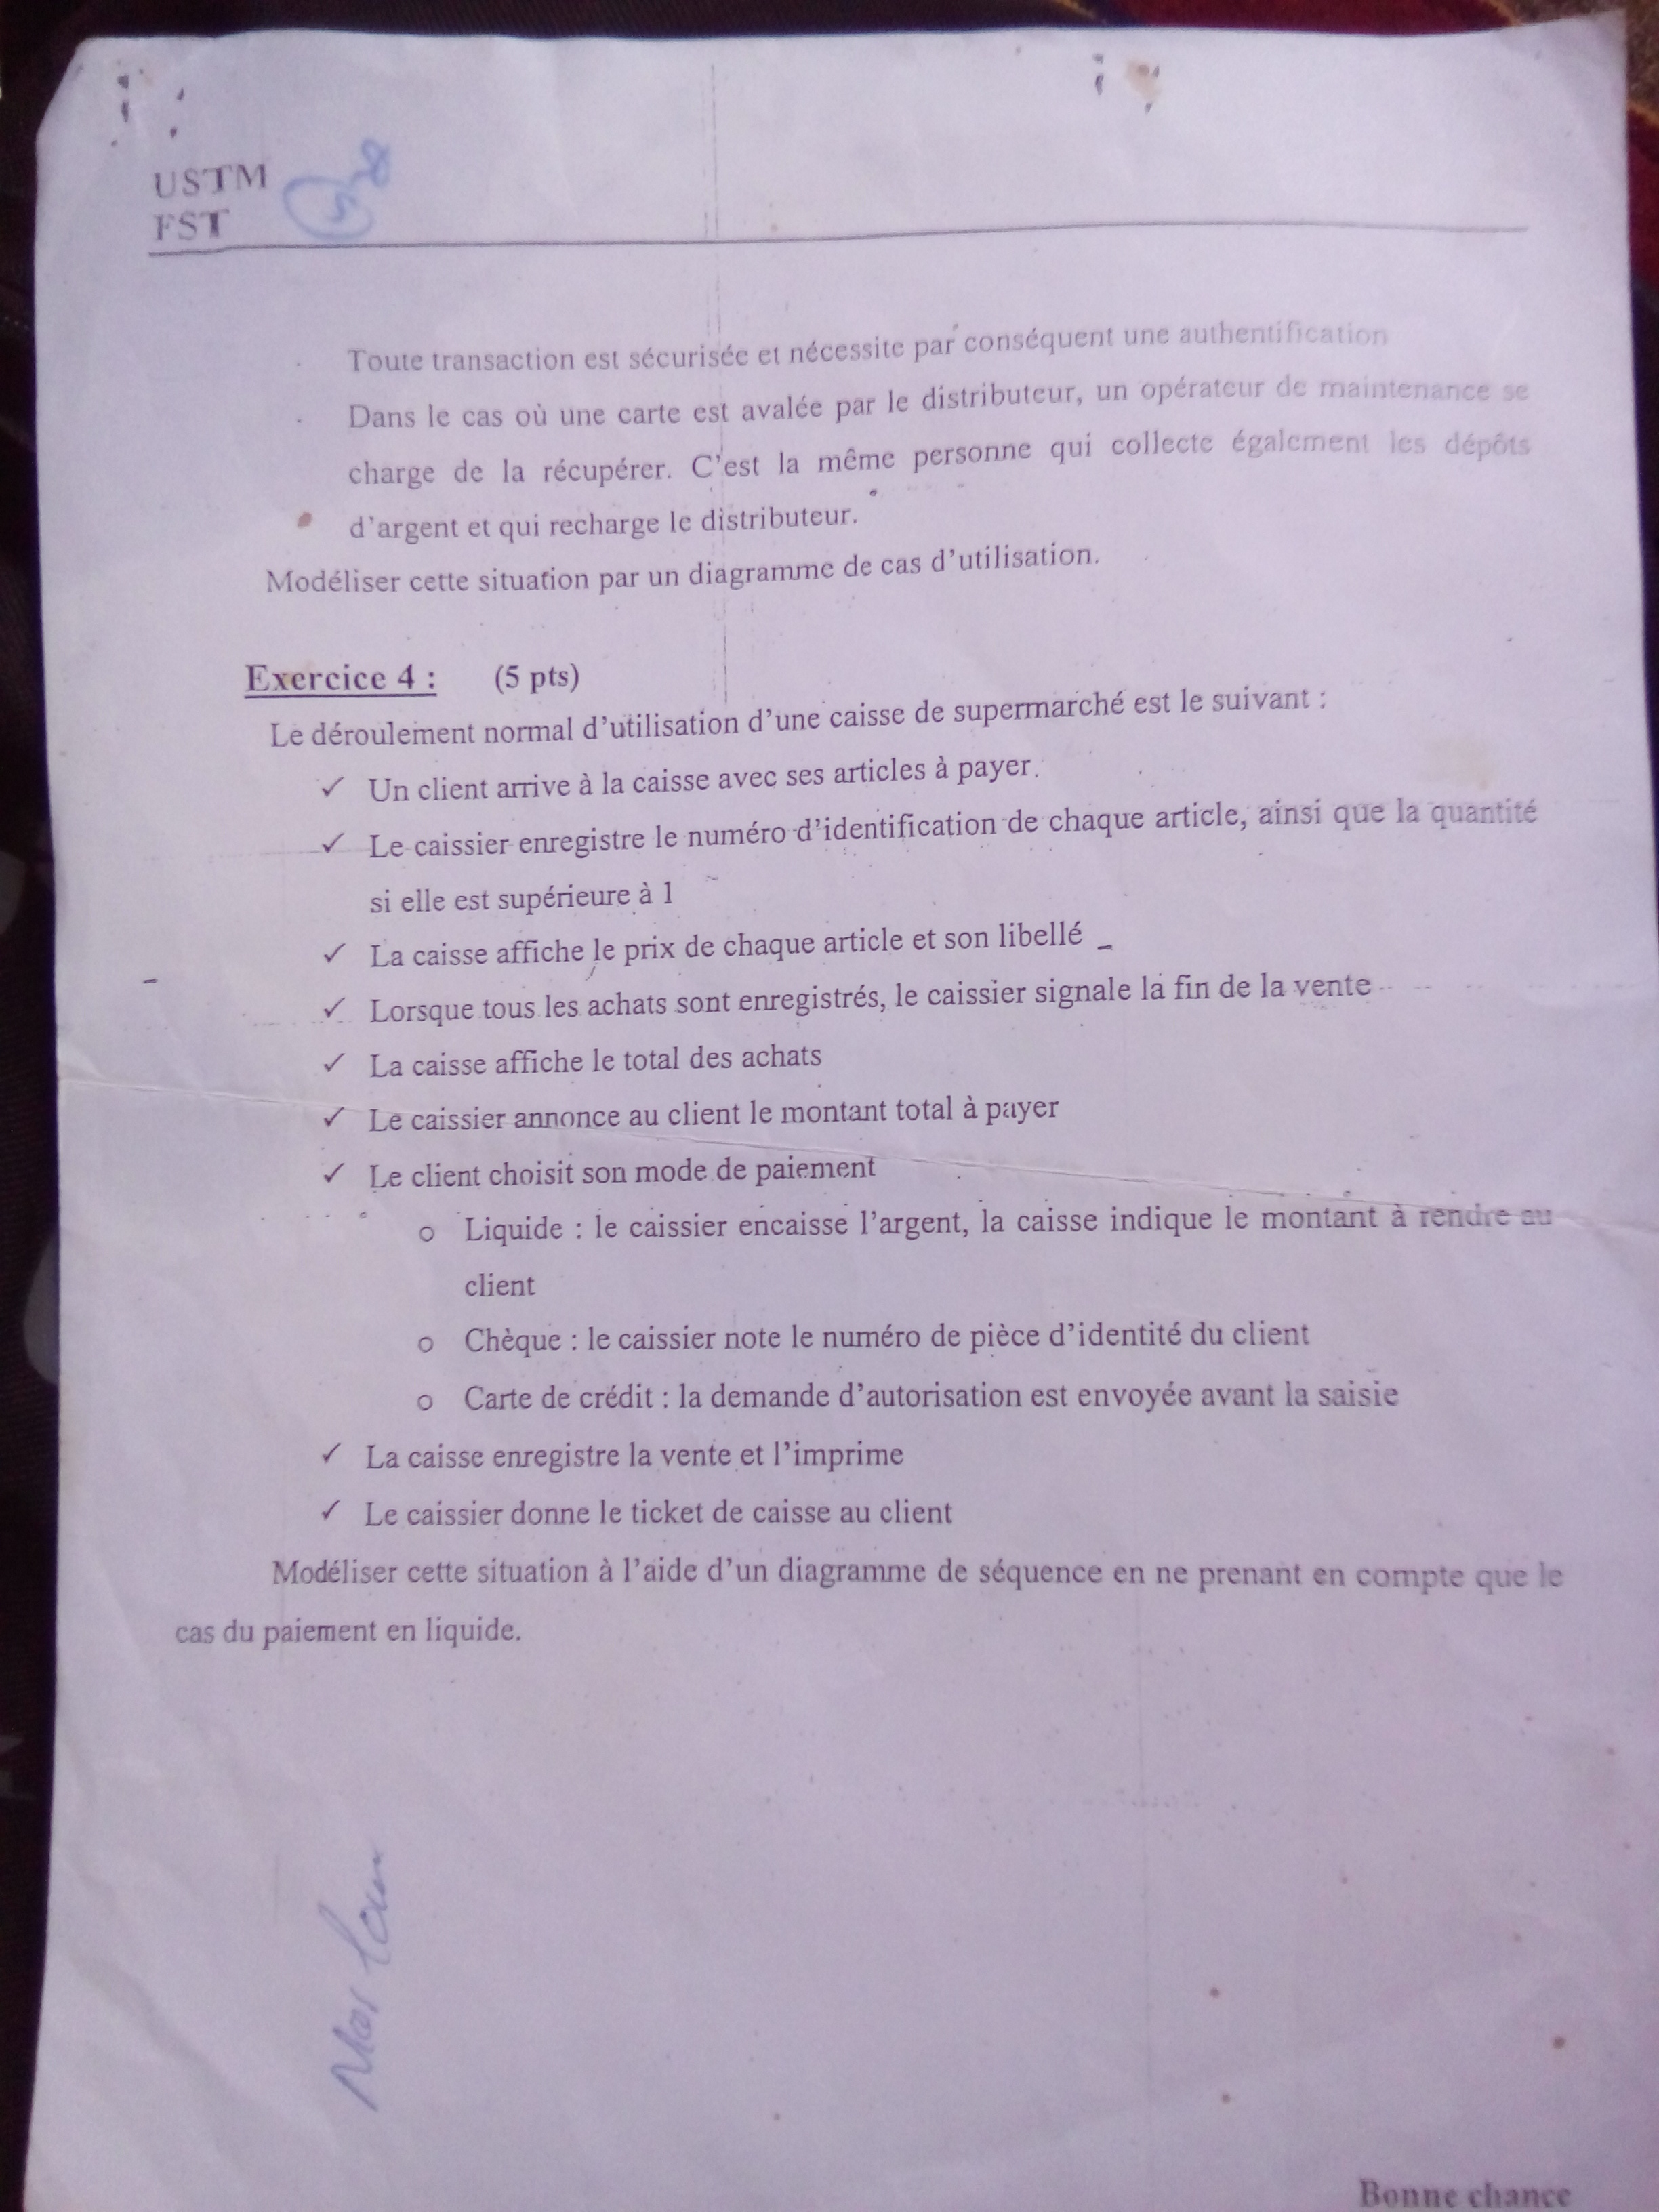 USTM
FST
Toute transaction est sécurisée et nécessite par conséquent une authentification
Dans le cas où une carte est avalée par le distributeur, un opérateur de maintenance se
charge de la récupérer. C'est la même personne qui collecte également les dépôts
d'argent et qui recharge le distributeur.
Modéliser cette situation par un diagramme de cas d'utilisation.
Exercice 4 : (5 pts)
Le déroulement normal d'utilisation d'une caisse de supermarché est le suivant :
✓ Un client arrive à la caisse avec ses articles à payer.
✓ Le caissier enregistre le numéro d'identification de chaque article, ainsi que la quantité
si elle est supérieure à 1
✓ La caisse affiche le prix de chaque article et son libellé
✓ Lorsque tous les achats sont enregistrés, le caissier signale la fin de la vente
✓ La caisse affiche le total des achats
✓ Le caissier annonce au client le montant total à payer
✓ Le client choisit son mode de paiement
o Liquide : le caissier encaisse l'argent, la caisse indique le montant à rendre au
client
o Chèque : le caissier note le numéro de pièce d'identité du client
o Carte de crédit : la demande d'autorisation est envoyée avant la saisie
✓ La caisse enregistre la vente et l'imprime
✓ Le caissier donne le ticket de caisse au client
Modéliser cette situation à l'aide d'un diagramme de séquence en ne prenant en compte que le
cas du paiement en liquide.
Bonne chance